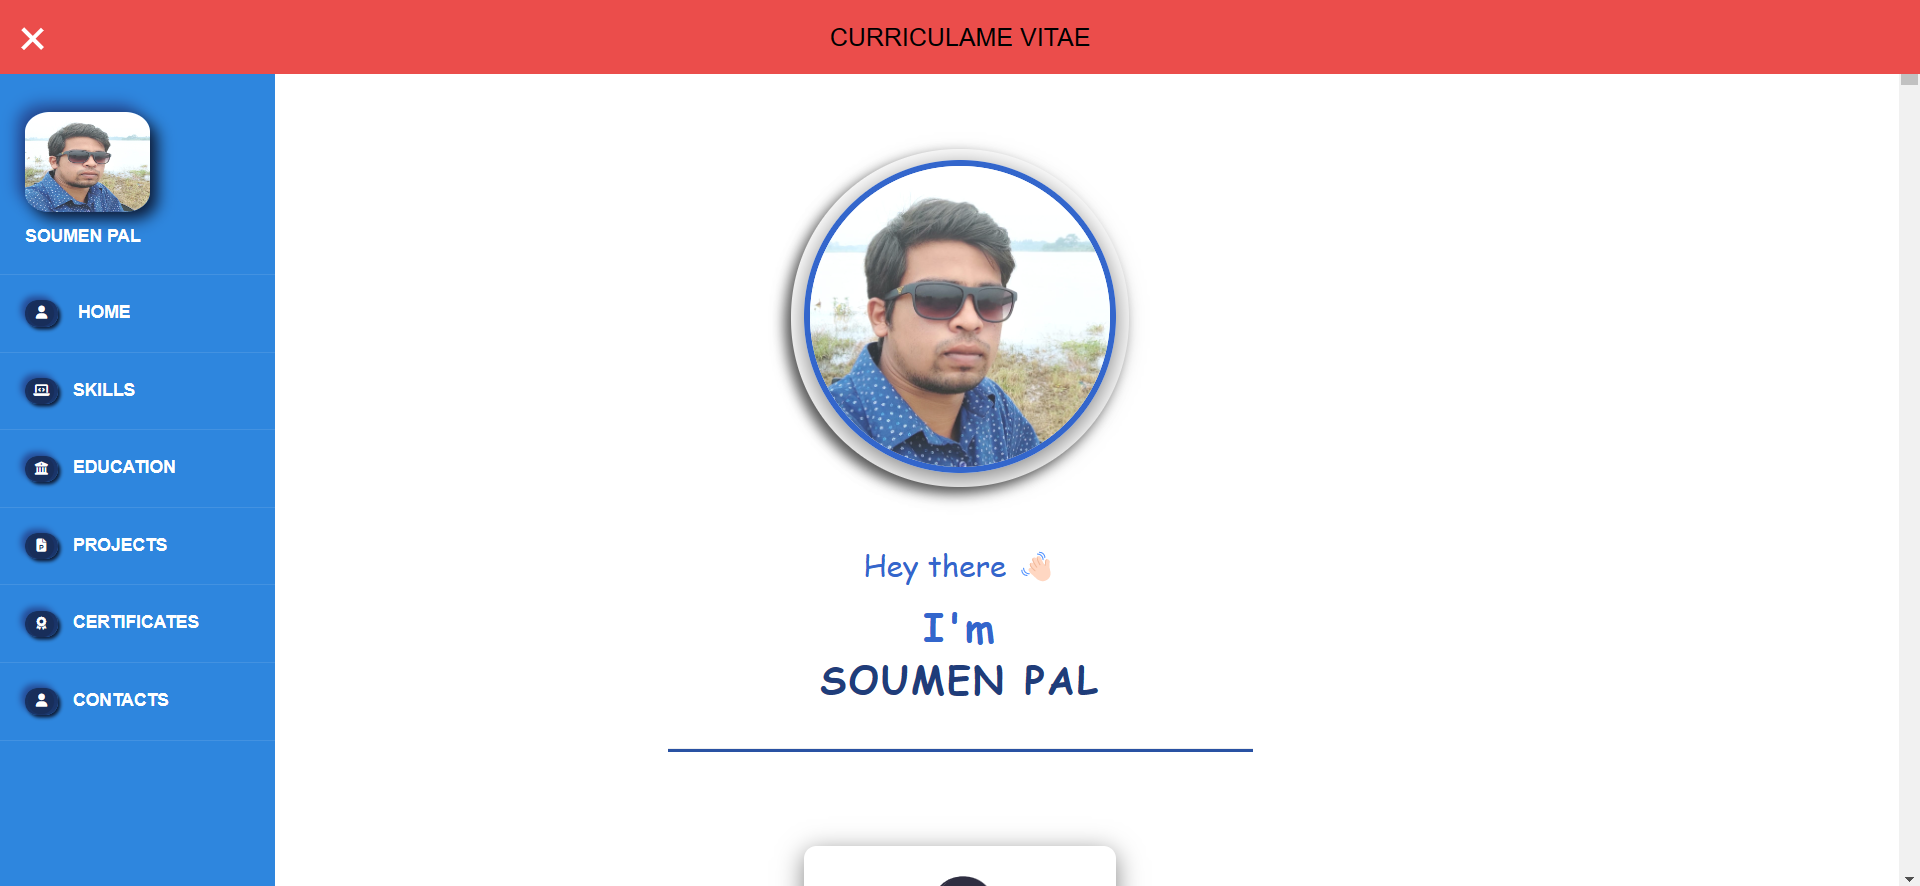 CURRICULAME VITAE
SOUMEN PAL
HOME
SKILLS
EDUCATION
PROJECTS
CERTIFICATES
CONTACTS
Hey there 👋🏻
I'm
SOUMEN PAL